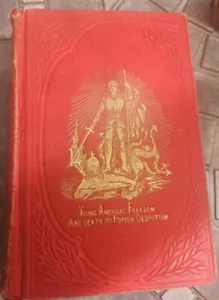 Young America! Freedom
And death to Popish Despotism